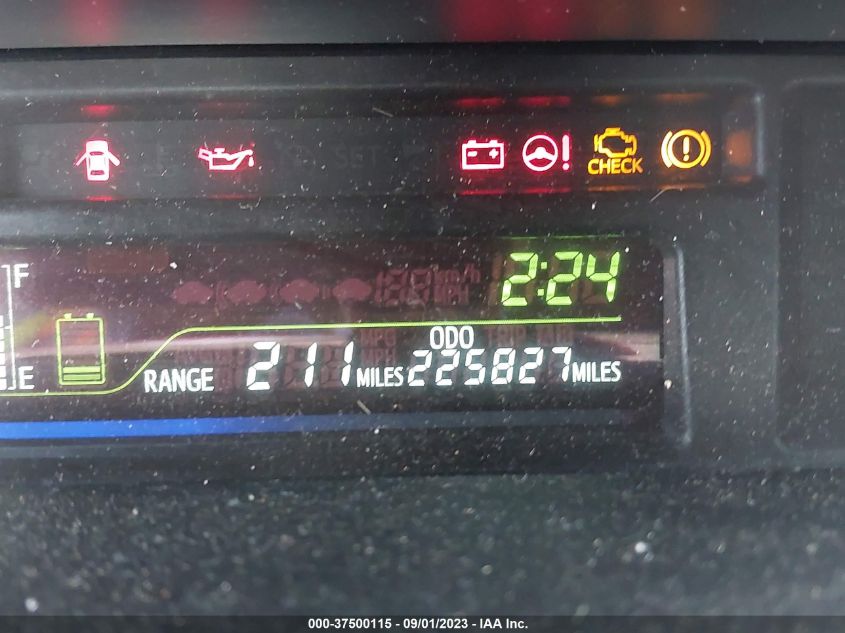 CHECK
F
2:24
ODO
E
RANGE 211 MILES 225827 MILES
000-37500115 - 09/01/2023 - IAA Inc.